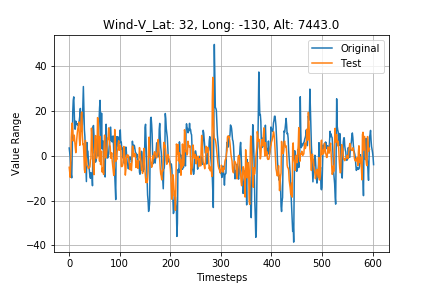 Wind-V_Lat: 32, Long: -130, Alt: 7443.0
Original
Test
Value Range
40
20
0
−20
−40
0 100 200 300 400 500 600
Timesteps